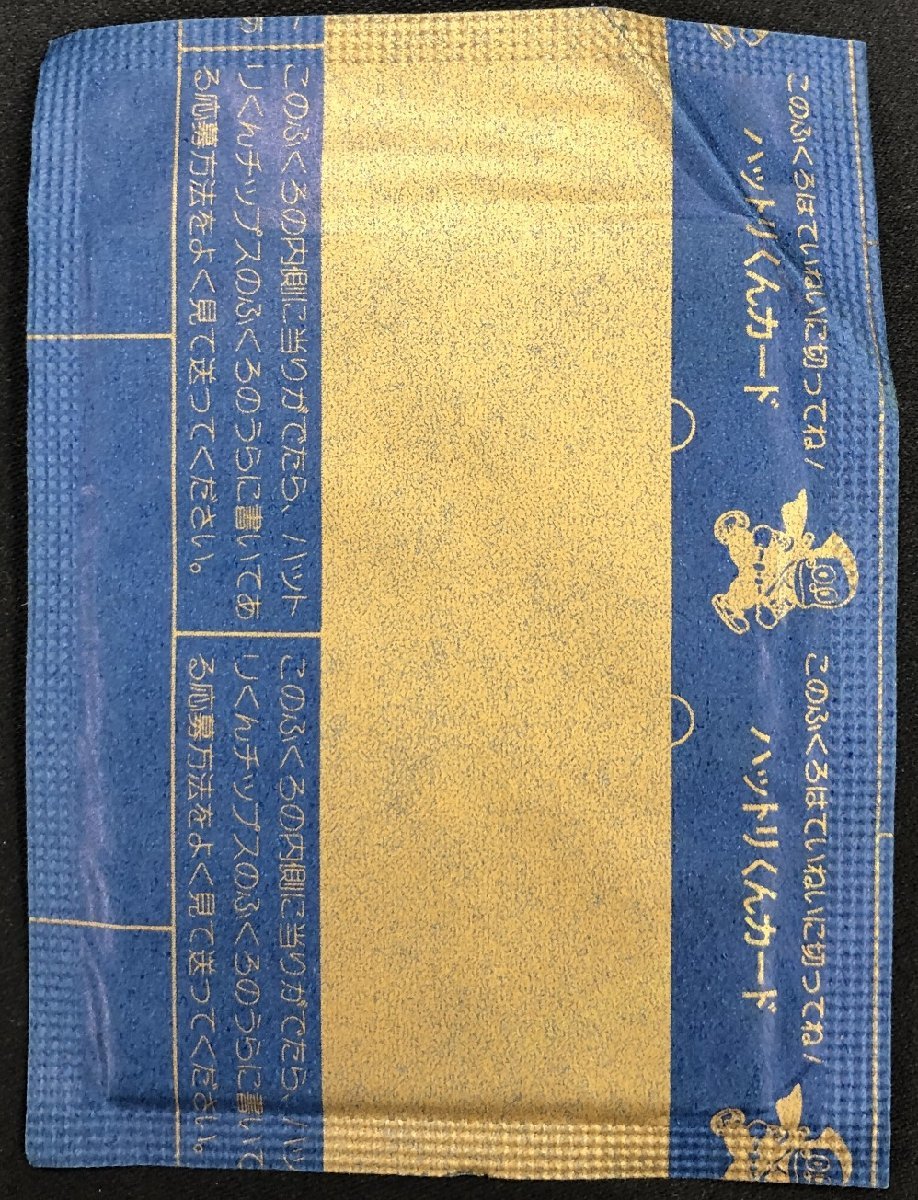 このふくろはていねいに切ってね!
ハットリくんカード
このふくろはていねいに切ってね!
ハットリくんカード
このふくろの内側に当りがでたら、ハット
リくんチップスのふくろのうらに書いてあ
る応募方法をよく見て送ってください。
このふくろの内側に当りがでたら、ハッ
リくんチップスのふくろのうらに書いて
る応募方法をよく見て送ってください。